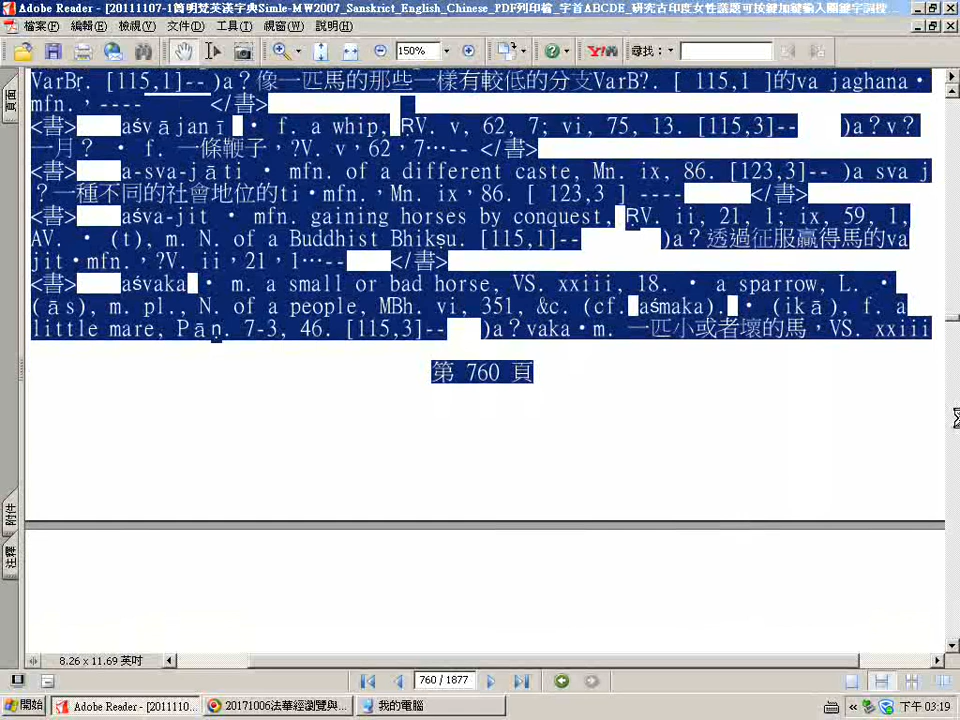 Adobe Reader - [20111107-1簡明梵英漢字典Simle-MW2007_Sanskrict_English_Chinese_PDF列印檔_字首ABCDE_研究古印度女性議題可按鍵加鍵輸入關鍵字詞搜...
檔案(F) 編輯(E) 檢視(V) 文件(D) 工具(T) 視窗(W) 說明(H)
150% Y! 尋找:
頁面
VarBṛ. [115,1]-- )a？像一匹馬的那些一樣有較低的分支VarB?. [ 115,1 ]的va jaghana‧
mfn.，---- </書>
<書> aśvājanī ‧ f. a whip, ṚV. v, 62, 7; vi, 75, 13. [115,3]-- )a？v？
一月？ ‧ f. 一條鞭子，?V. v，62，7…-- </書>
<書> a-sva-jāti ‧ mfn. of a different caste, Mn. ix, 86. [123,3]-- )a sva j
？一種不同的社會地位的ti‧mfn.，Mn. ix，86. [ 123,3 ] ---- </書>
<書> aśva-jit ‧ mfn. gaining horses by conquest, ṚV. ii, 21, 1; ix, 59, 1,
AV. ‧ (t), m. N. of a Buddhist Bhikṣu. [115,1]-- )a？透過征服贏得馬的va
jit‧mfn.，?V. ii，21，1…-- </書>
<書> aśvaka ‧ m. a small or bad horse, VS. xxiii, 18. ‧ a sparrow, L. ‧
(ās), m. pl., N. of a people, MBh. vi, 351, &c. (cf. aśmaka). ‧ (ikā), f. a
little mare, Pāṇ. 7-3, 46. [115,3]-- )a？vaka‧m. 一匹小或者壞的馬，VS. xxiii
第 760 頁
附件
注釋
8.26 x 11.69 英吋
760 / 1877
開始 Adobe Reader - [2011110... 20171006法華經瀏覽與... 我的電腦 下午 03:19